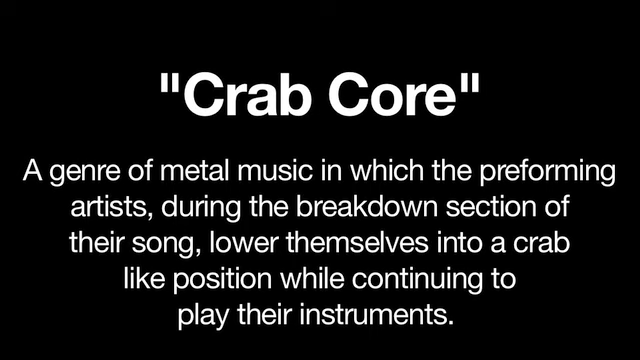 "Crab Core"
A genre of metal music in which the preforming
artists, during the breakdown section of
their song, lower themselves into a crab
like position while continuing to
play their instruments.